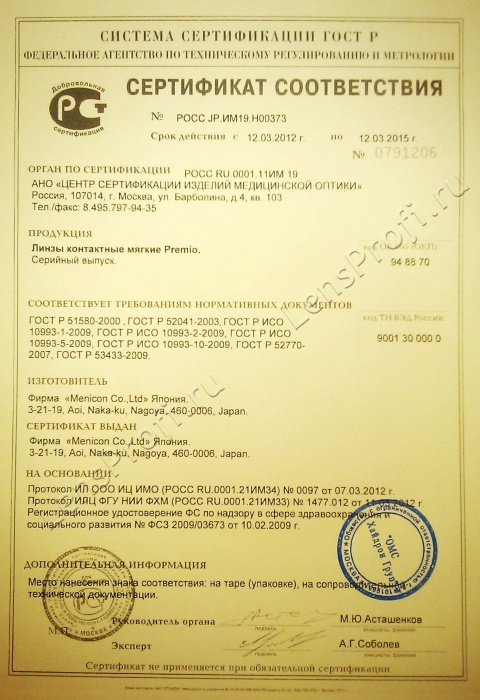 СИСТЕМА СЕРТИФИКАЦИИ ГОСТ Р
ФЕДЕРАЛЬНОЕ АГЕНТСТВО ПО ТЕХНИЧЕСКОМУ РЕГУЛИРОВАНИЮ И МЕТРОЛОГИИ
Добровольная
сертификация
СЕРТИФИКАТ СООТВЕТСТВИЯ
№ РОСС JP.ИМ19.Н00373
Срок действия с 12.03.2012 г. по 12.03.2015 г.
№ 0791206
ОРГАН ПО СЕРТИФИКАЦИИ РОСС RU.0001.11ИМ 19
АНО «ЦЕНТР СЕРТИФИКАЦИИ ИЗДЕЛИЙ МЕДИЦИНСКОЙ ОПТИКИ»
Россия, 107014, г. Москва, ул. Барболина, д.4, кв. 103
Тел./факс: 8.495.797-94-35
ПРОДУКЦИЯ
Линзы контактные мягкие Premio.
Серийный выпуск.
94 88 70
СООТВЕТСТВУЕТ ТРЕБОВАНИЯМ НОРМАТИВНЫХ ДОКУМЕНТОВ
ГОСТ Р 51580-2000 , ГОСТ Р 52041-2003, ГОСТ Р ИСО
10993-1-2009, ГОСТ Р ИСО 10993-2-2009, ГОСТ Р ИСО
10993-5-2009, ГОСТ Р ИСО 10993-10-2009, ГОСТ Р 52770-
2007, ГОСТ Р 53433-2009.
код ТН ВЭД России:
9001 30 000 0
ИЗГОТОВИТЕЛЬ
Фирма «Menicon Co.,Ltd» Япония.
3-21-19, Aoi, Naka-ku, Nagoya, 460-0006, Japan.
СЕРТИФИКАТ ВЫДАН
Фирма «Menicon Co.,Ltd» Япония.
3-21-19, Aoi, Naka-ku, Nagoya, 460-0006, Japan.
НА ОСНОВАНИИ
Протокол ИЛ ООО ИЦ ИМО (РОСС RU.0001.21ИМ34) № 0097 от 07.03.2012 г.
Протокол ИЛЦ ФГУ НИИ ФХМ (РОСС RU.0001.21ИМ33) № 1477.012 от .2012 г.
Регистрационное удостоверение ФС по надзору в сфере здравоохранения и
социального развития № ФСЗ 2009/03673 от 10.02.2009 г.
ДОПОЛНИТЕЛЬНАЯ ИНФОРМАЦИЯ
Место нанесения знака соответствия: на таре (упаковке), на сопроводительной
технической документации.
Руководитель органа М.Ю.Асташенков
подпись
М.П.
Эксперт А.Г.Соболев
подпись
Сертификат не применяется при обязательной сертификации
LensProfi.ru
LensProfi.ru